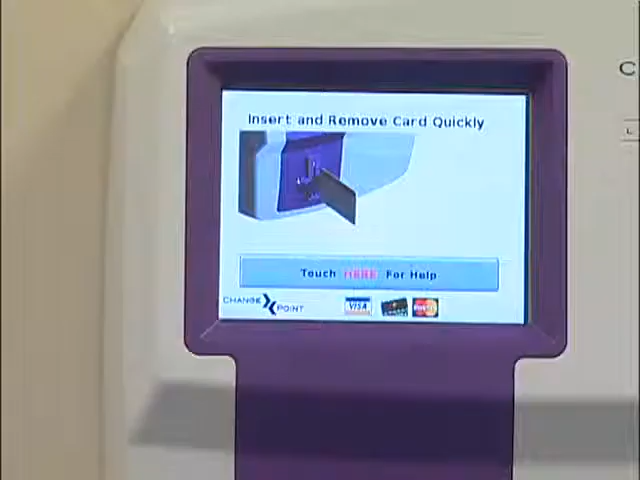 Insert and Remove Card Quickly
Touch HERE For Help
CHANGE POINT
VISA
C
L